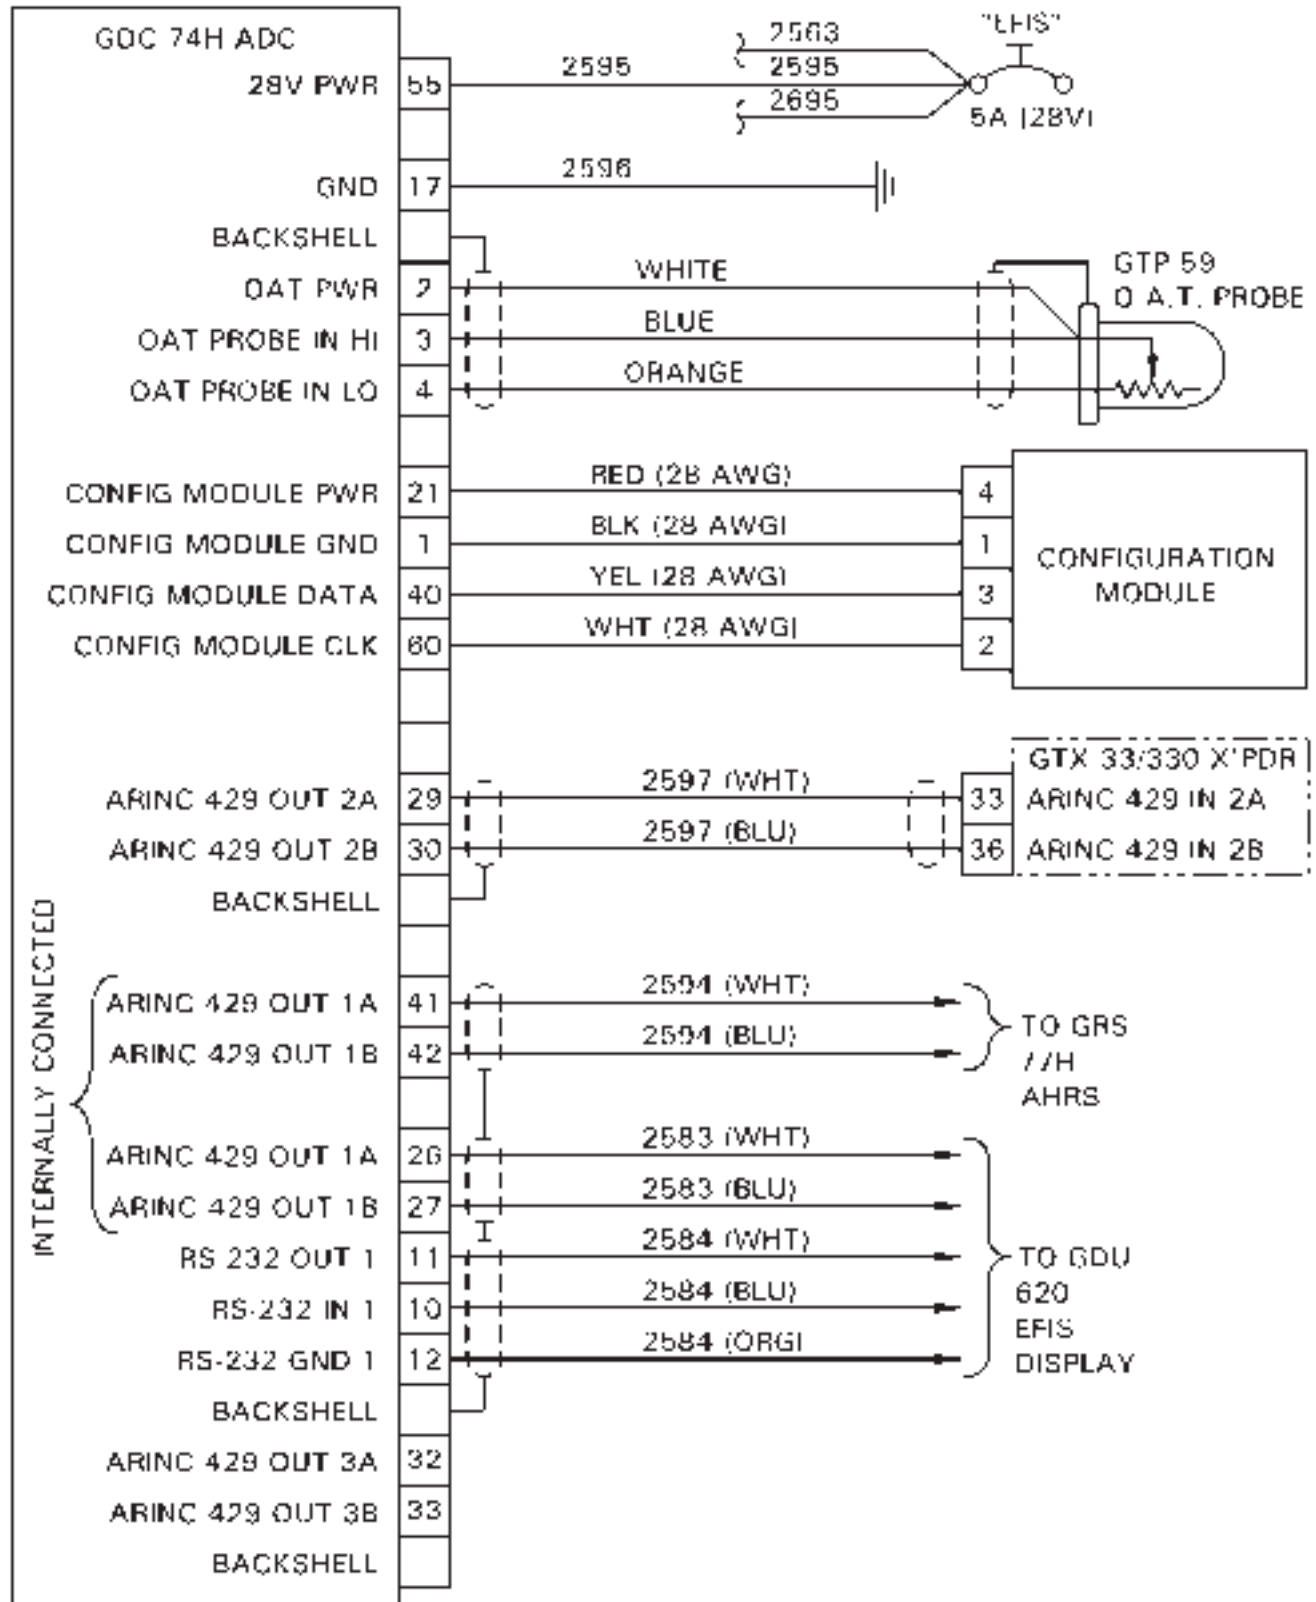 GDC 74H ADC
28V PWR 55 2595
2563
2595
2695
"EFIS"
5A (28V)
GND 17 2596
BACKSHELL
OAT PWR 2 WHITE
OAT PROBE IN HI 3 BLUE
OAT PROBE IN LO 4 ORANGE
GTP 59
O.A.T. PROBE
CONFIG MODULE PWR 21 RED (28 AWG) 4
CONFIG MODULE GND 1 BLK (28 AWG) 1
CONFIG MODULE DATA 40 YEL (28 AWG) 3
CONFIG MODULE CLK 60 WHT (28 AWG) 2
CONFIGURATION
MODULE
GTX 33/330 X'PDR
ARINC 429 OUT 2A 29 2597 (WHT) 33 ARINC 429 IN 2A
ARINC 429 OUT 2B 30 2597 (BLU) 36 ARINC 429 IN 2B
BACKSHELL
INTERNALLY CONNECTED
ARINC 429 OUT 1A 41 2594 (WHT)
ARINC 429 OUT 1B 42 2594 (BLU)
TO GRS
77H
AHRS
ARINC 429 OUT 1A 26 2583 (WHT)
ARINC 429 OUT 1B 27 2583 (BLU)
RS-232 OUT 1 11 2584 (WHT)
RS-232 IN 1 10 2584 (BLU)
RS-232 GND 1 12 2584 (ORG)
TO GDU
620
EFIS
DISPLAY
BACKSHELL
ARINC 429 OUT 3A 32
ARINC 429 OUT 3B 33
BACKSHELL